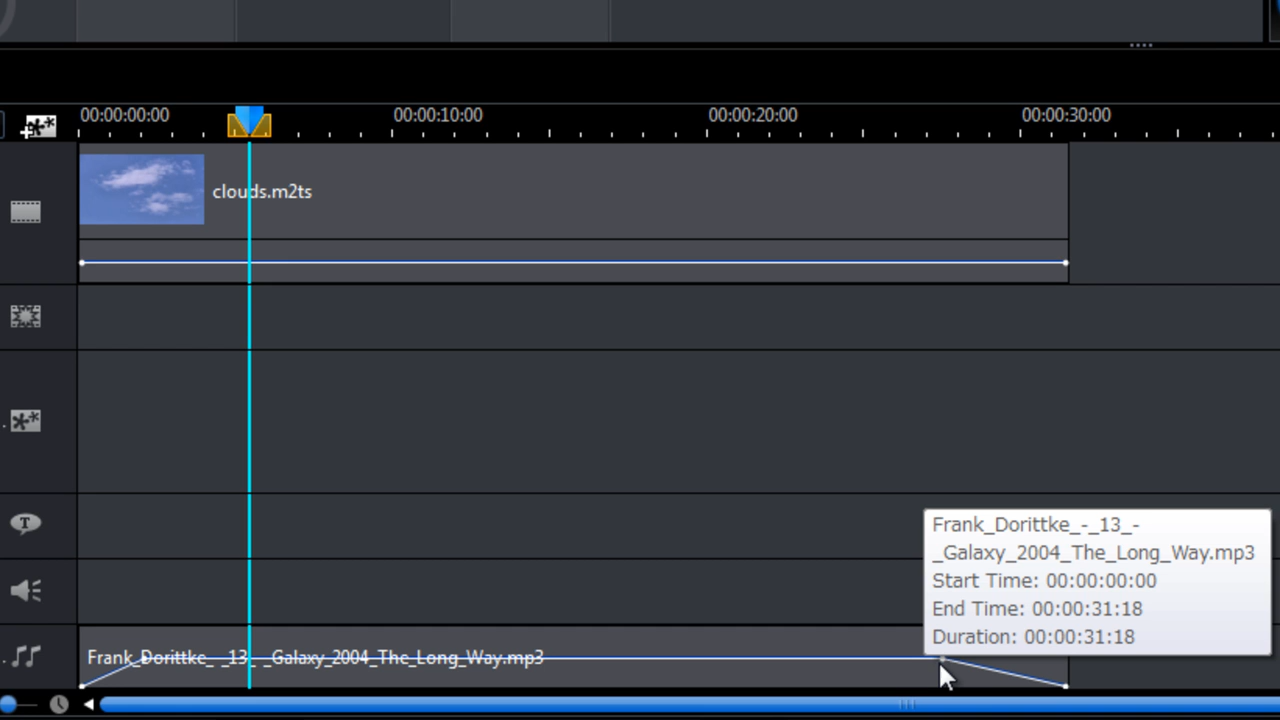 00:00:00:00 00:00:10:00 00:00:20:00 00:00:30:00
clouds.m2ts
T
Frank_Dorittke_-_13_-
_Galaxy_2004_The_Long_Way.mp3
Start Time: 00:00:00:00
End Time: 00:00:31:18
Duration: 00:00:31:18
Frank_Dorittke_-_13_-_Galaxy_2004_The_Long_Way.mp3